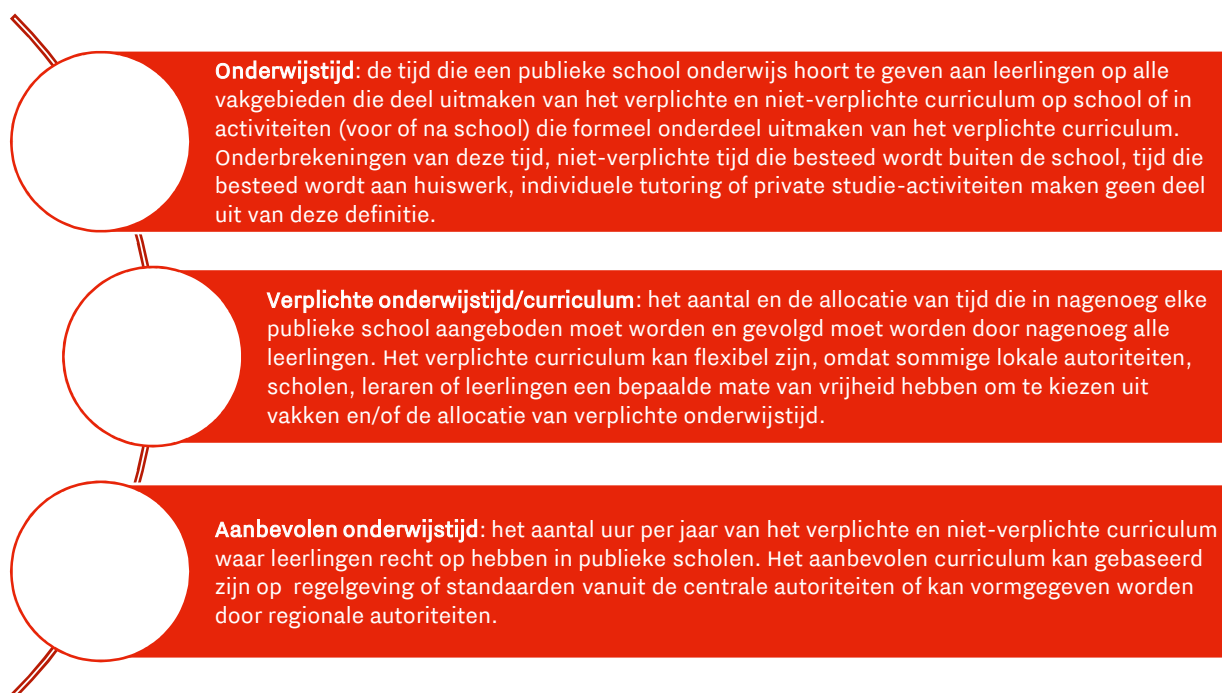 Onderwijstijd: de tijd die een publieke school onderwijs hoort te geven aan leerlingen op alle
vakgebieden die deel uitmaken van het verplichte en niet-verplichte curriculum op school of in
activiteiten (voor of na school) die formeel onderdeel uitmaken van het verplichte curriculum.
Onderbrekeningen van deze tijd, niet-verplichte tijd die besteed wordt buiten de school, tijd die
besteed wordt aan huiswerk, individuele tutoring of private studie-activiteiten maken geen deel
uit van deze definitie.
Verplichte onderwijstijd/curriculum: het aantal en de allocatie van tijd die in nagenoeg elke
publieke school aangeboden moet worden en gevolgd moet worden door nagenoeg alle
leerlingen. Het verplichte curriculum kan flexibel zijn, omdat sommige lokale autoriteiten,
scholen, leraren of leerlingen een bepaalde mate van vrijheid hebben om te kiezen uit
vakken en/of de allocatie van verplichte onderwijstijd.
Aanbevolen onderwijstijd: het aantal uur per jaar van het verplichte en niet-verplichte curriculum
waar leerlingen recht op hebben in publieke scholen. Het aanbevolen curriculum kan gebaseerd
zijn op regelgeving of standaarden vanuit de centrale autoriteiten of kan vormgegeven worden
door regionale autoriteiten.